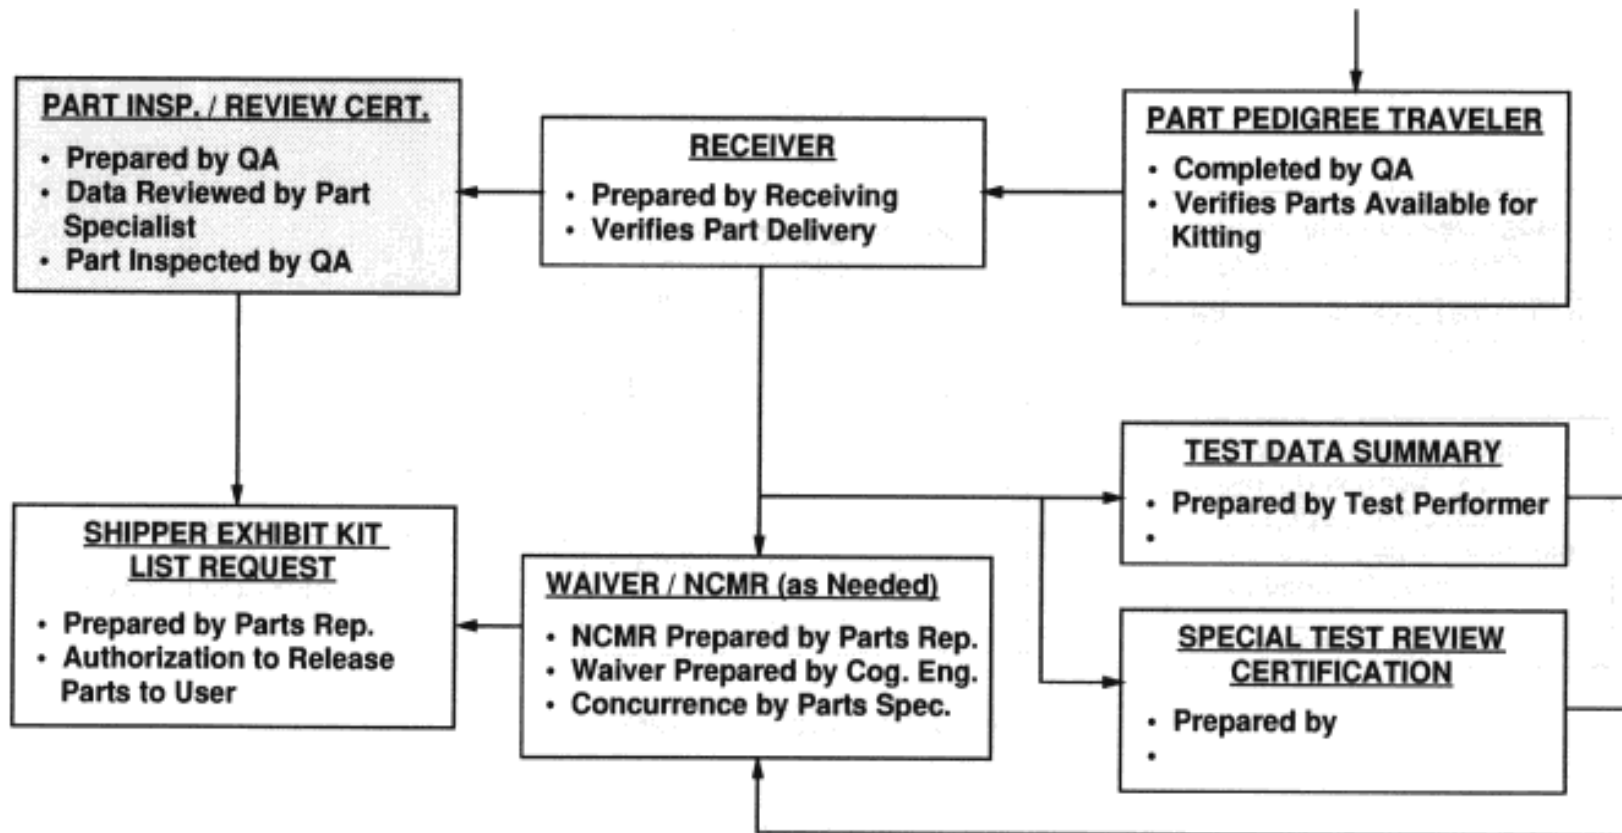 PART INSP. / REVIEW CERT.
• Prepared by QA
• Data Reviewed by Part
Specialist
• Part Inspected by QA
RECEIVER
• Prepared by Receiving
• Verifies Part Delivery
PART PEDIGREE TRAVELER
• Completed by QA
• Verifies Parts Available for
Kitting
SHIPPER EXHIBIT KIT
LIST REQUEST
• Prepared by Parts Rep.
• Authorization to Release
Parts to User
WAIVER / NCMR (as Needed)
• NCMR Prepared by Parts Rep.
• Waiver Prepared by Cog. Eng.
• Concurrence by Parts Spec.
TEST DATA SUMMARY
• Prepared by Test Performer
•
SPECIAL TEST REVIEW
CERTIFICATION
• Prepared by
•